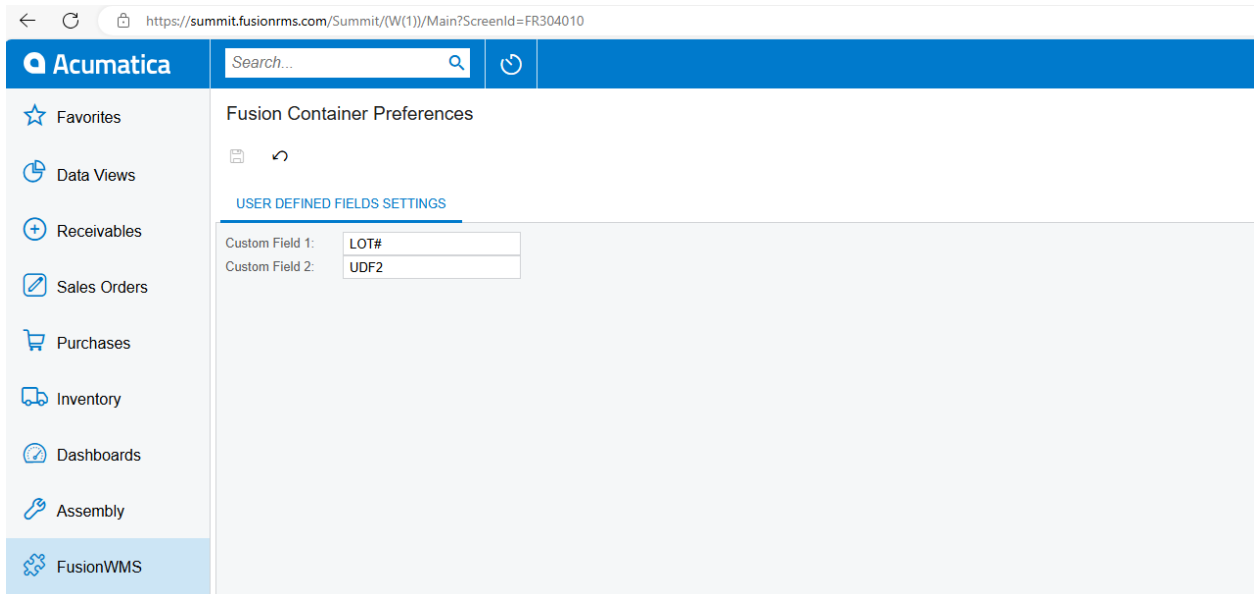 https://summit.fusionrms.com/Summit/(W(1))/Main?ScreenId=FR304010
Acumatica
Search...
Favorites
Data Views
Receivables
Sales Orders
Purchases
Inventory
Dashboards
Assembly
FusionWMS
Fusion Container Preferences
USER DEFINED FIELDS SETTINGS
Custom Field 1: LOT#
Custom Field 2: UDF2